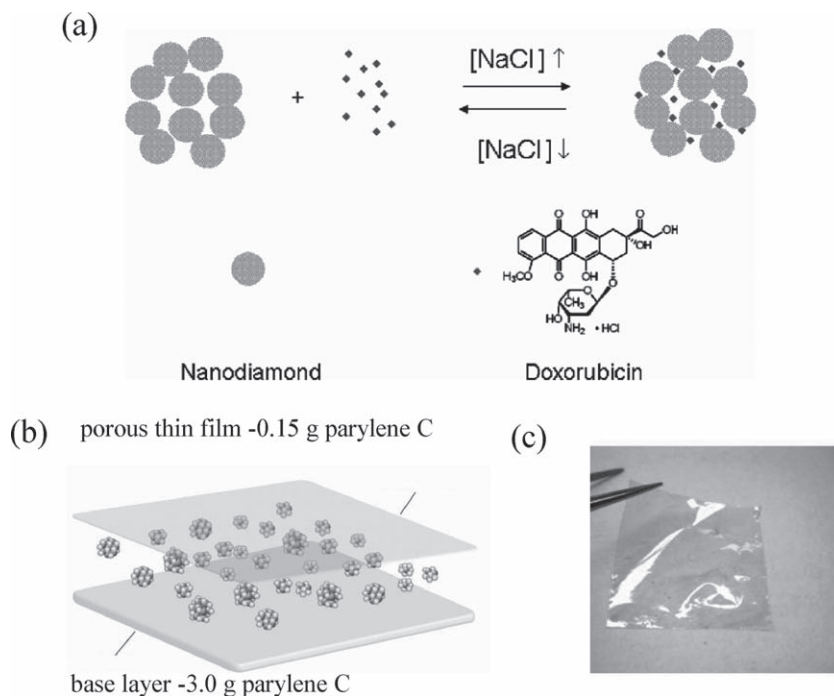 (a)
+
[NaCl] ↑
[NaCl] ↓
O OH O
OH
OH
H₃CO O OH O
O
CH₃
HO
NH₂ • HCl
Nanodiamond Doxorubicin
(b) porous thin film -0.15 g parylene C (c)
base layer -3.0 g parylene C